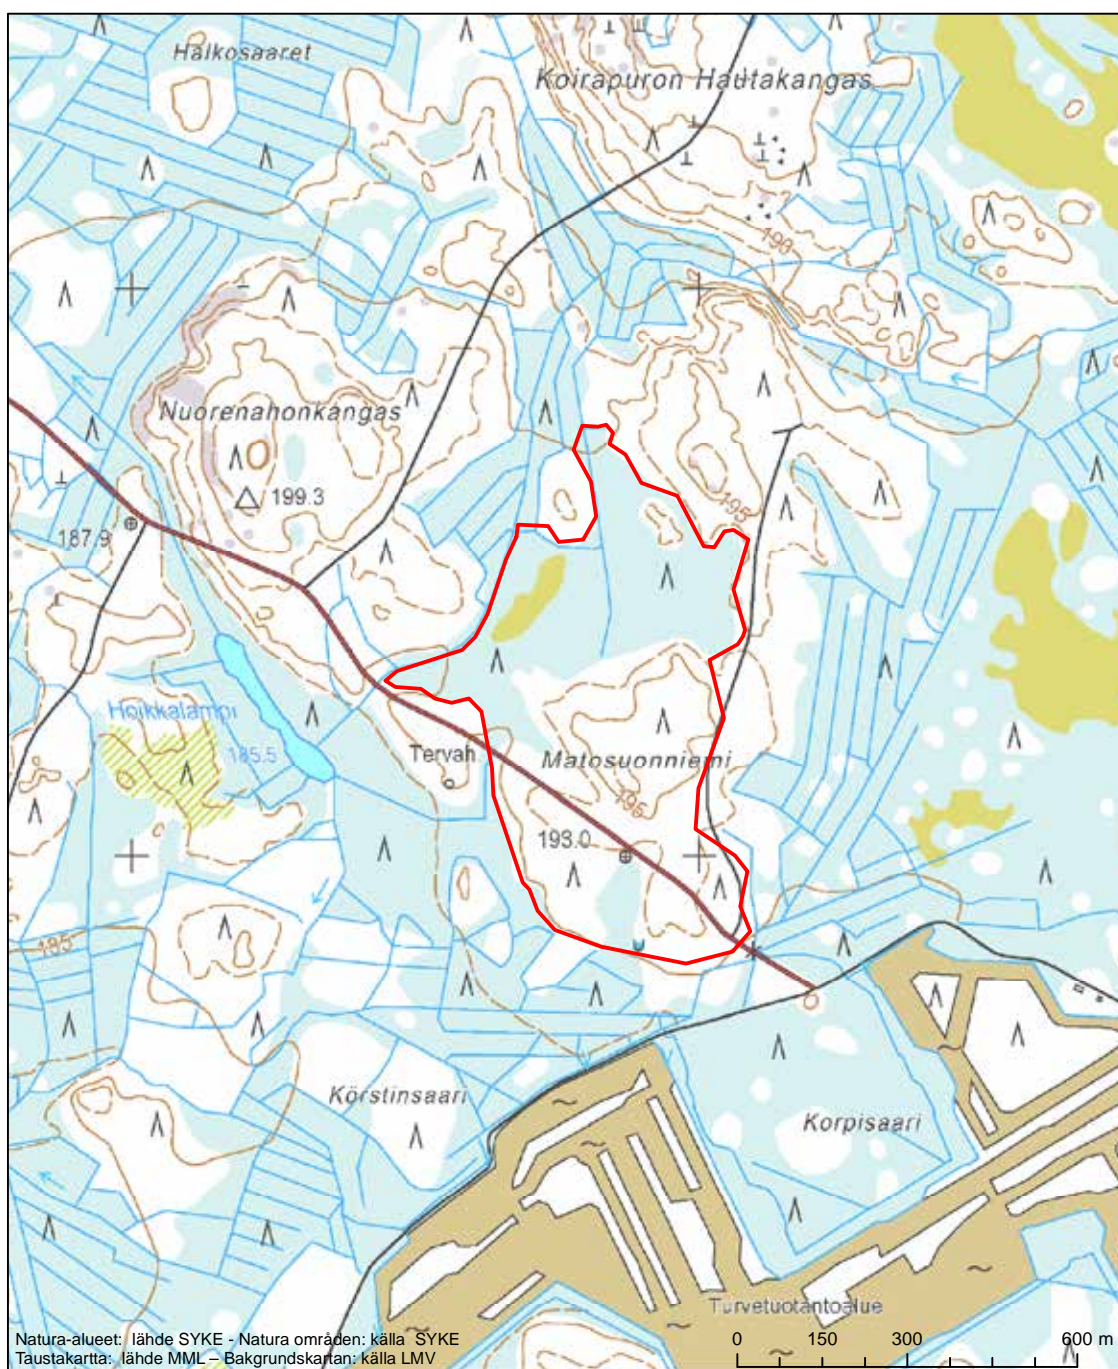 Halkosaaret
Koirapuron Hautakangas
190
Nuorenahonkangas
199.3
195
187.9
Hoikkalampi
185.5
Tervah
Matosuonniemi
195
193.0
185
Körstinsaari
Korpisaari
Turvetuotantoalue
Natura-alueet: lähde SYKE - Natura områden: källa SYKE
Taustakartta: lähde MML – Bakgrundskartan: källa LMV
0 150 300 600 m